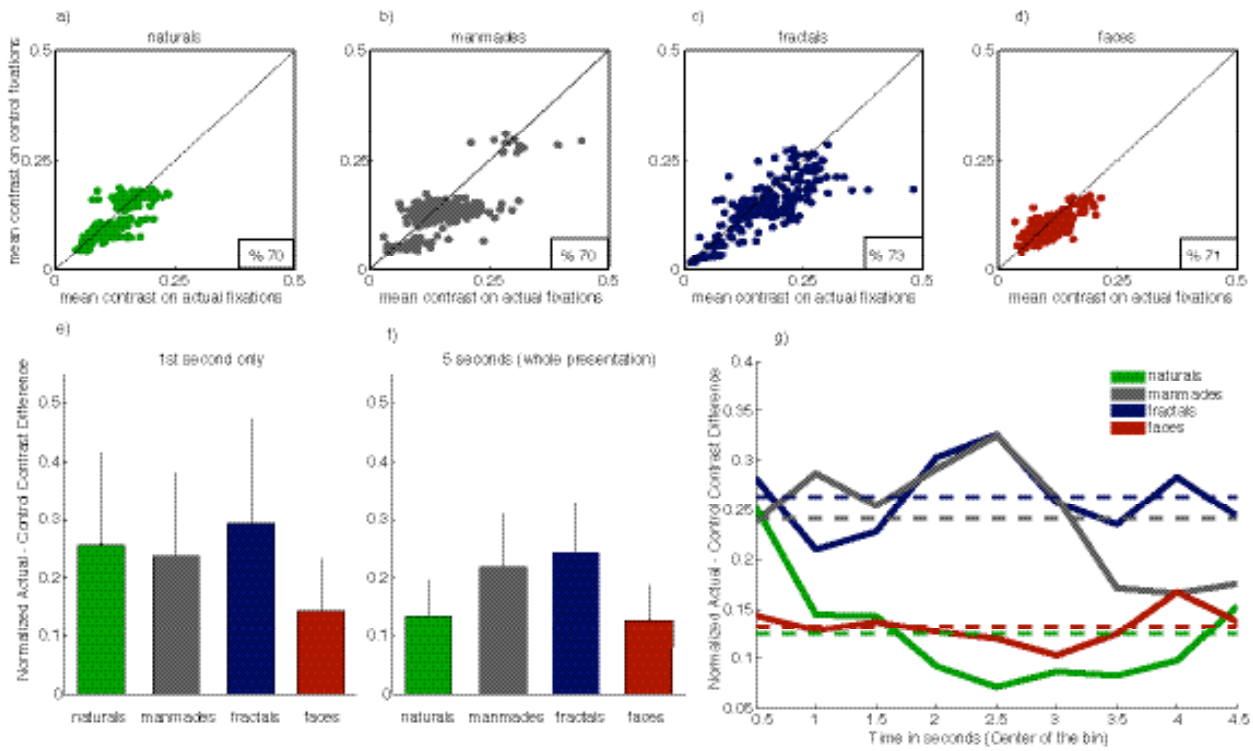 a)
naturals
mean contrast on control fixations
0.5
0.25
0
0
0.25
0.5
% 70
mean contrast on actual fixations
b)
manmades
0.5
0.25
0
0
0.25
0.5
% 70
mean contrast on actual fixations
c)
fractals
0.5
0.25
0
0
0.25
0.5
% 73
mean contrast on actual fixations
d)
faces
0.5
0.25
0
0
0.25
0.5
% 71
mean contrast on actual fixations
e)
1st second only
Normalized Actual - Control Contrast Difference
0.5
0.4
0.3
0.2
0.1
0
naturals manmades fractals faces
f)
5 seconds (whole presentation)
0.5
0.4
0.3
0.2
0.1
0
naturals manmades fractals faces
g)
Normalized Actual - Control Contrast Difference
0.4
0.35
0.3
0.25
0.2
0.15
0.1
0.05
naturals
manmades
fractals
faces
0.5 1 1.5 2 2.5 3 3.5 4 4.5
Time in seconds (Center of the bin)